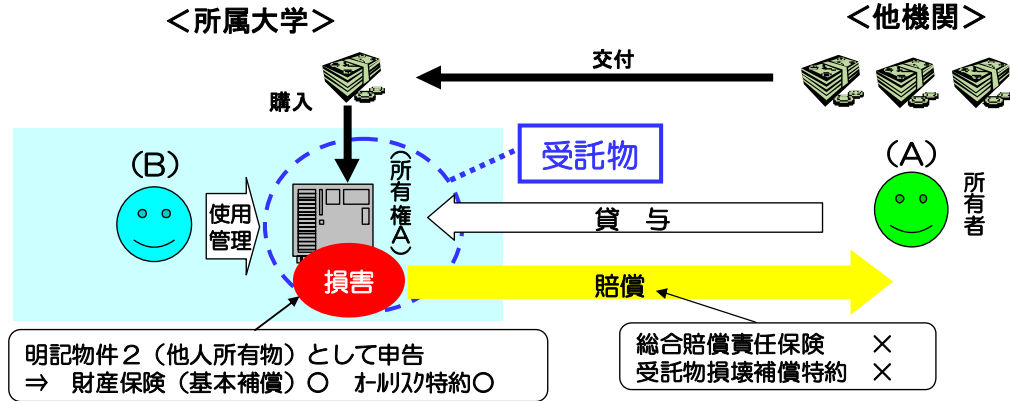 ＜所属大学＞
＜他機関＞
交付
購入
（B）
使用
管理
（所有権A）
受託物
（A）
所有者
貸　与
損害
賠償
明記物件２（他人所有物）として申告
⇒　財産保険（基本補償）〇　ｵｰﾙﾘｽｸ特約〇
総合賠償責任保険　　×
受託物損壊補償特約　×